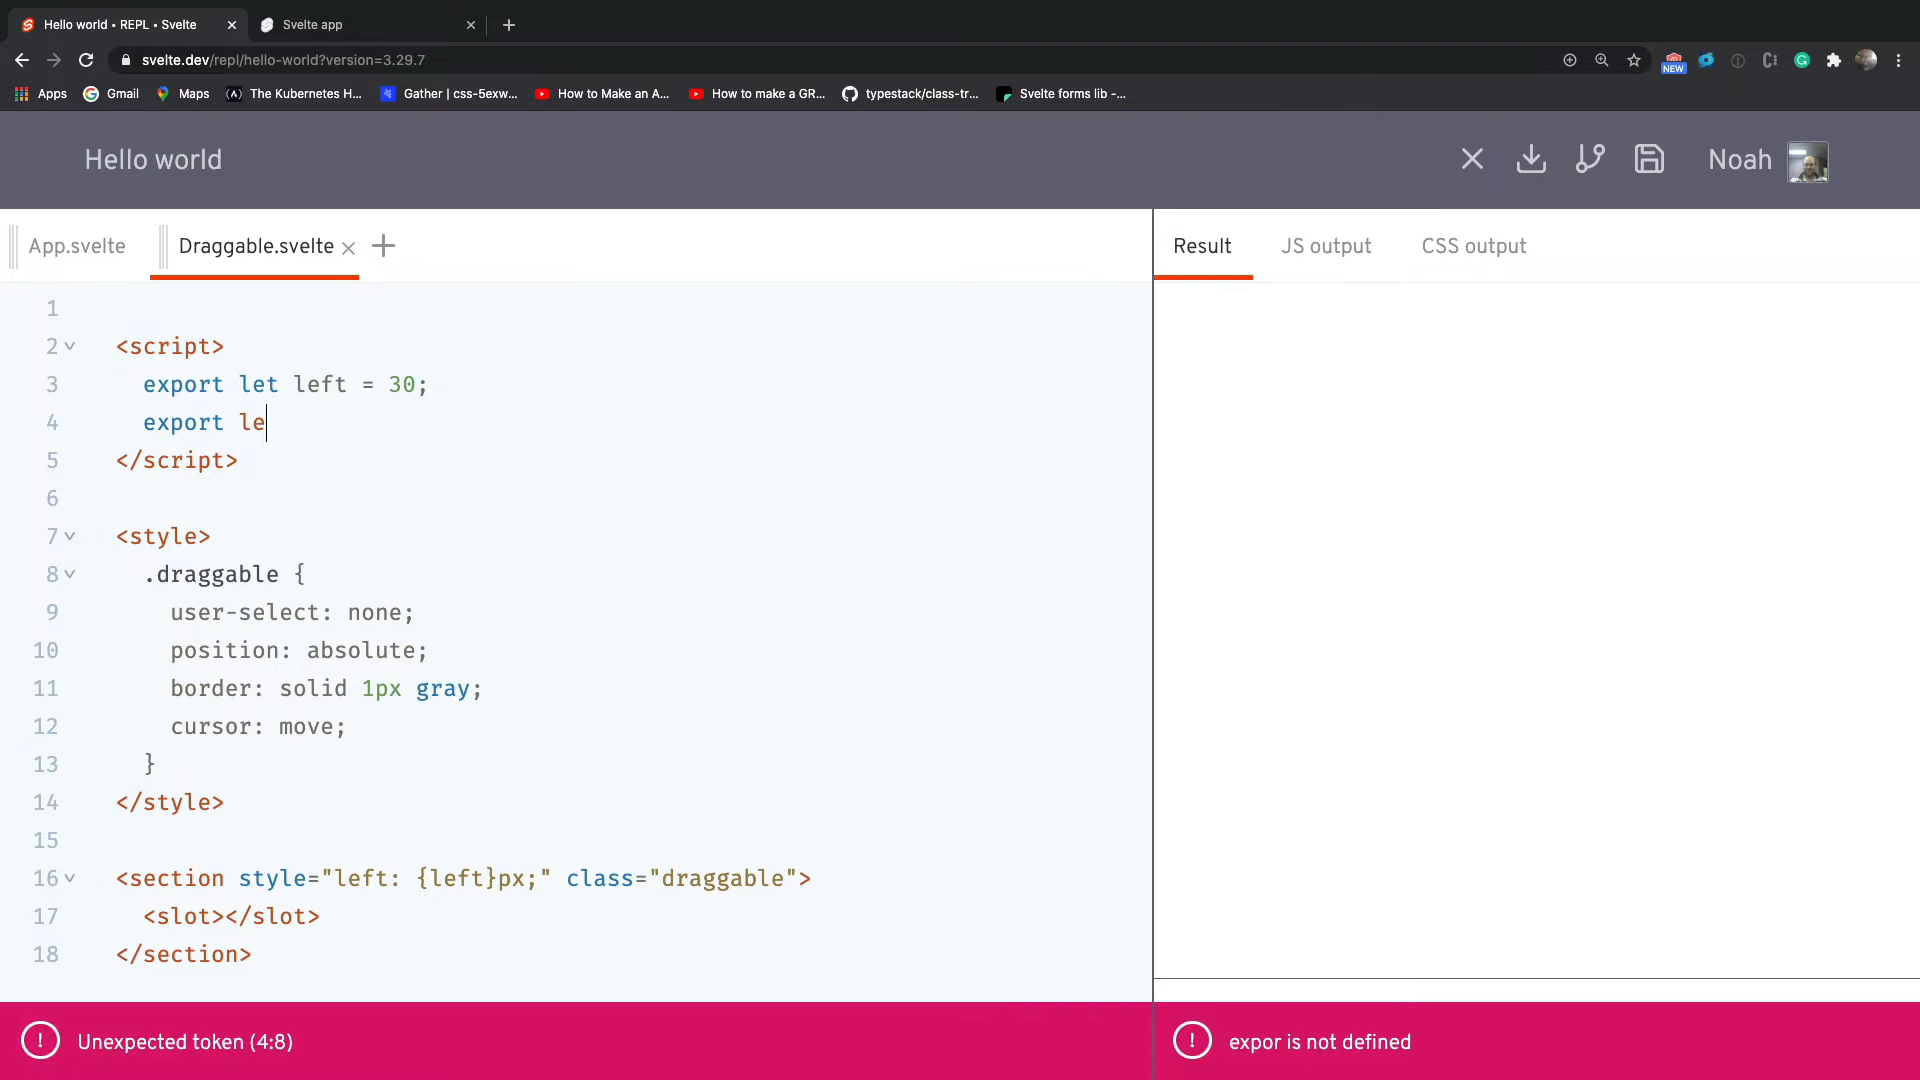 Hello world • REPL • Svelte
Svelte app
svelte.dev/repl/hello-world?version=3.29.7
NEW
Apps
Gmail
Maps
The Kubernetes H...
Gather | css-5exw...
How to Make an A...
How to make a GR...
typestack/class-tr...
Svelte forms lib -...
Hello world
Noah
App.svelte
Draggable.svelte
Result
JS output
CSS output
1
2 <script>
3 export let left = 30;
4 export le
5 </script>
6
7 <style>
8 .draggable {
9 user-select: none;
10 position: absolute;
11 border: solid 1px gray;
12 cursor: move;
13 }
14 </style>
15
16 <section style="left: {left}px;" class="draggable">
17 <slot></slot>
18 </section>
! Unexpected token (4:8)
! expor is not defined